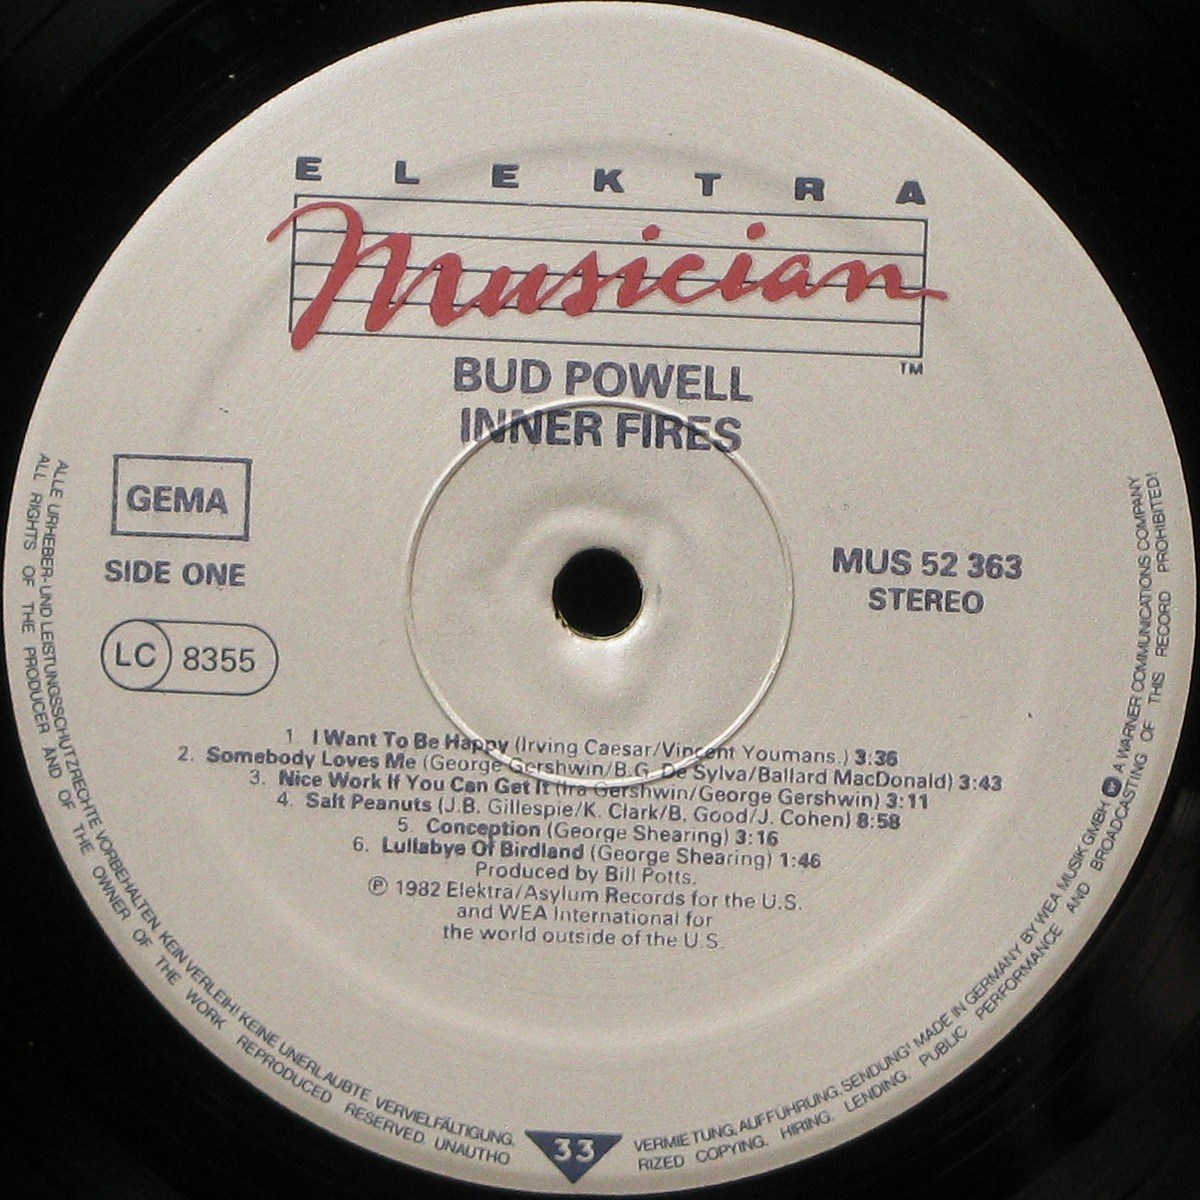 ELEKTRA
Musician
TM
BUD POWELL
INNER FIRES
GEMA
SIDE ONE
LC 8355
MUS 52 363
STEREO
1. I Want To Be Happy (Irving Caesar/Vincent Youmans.) 3:36
2. Somebody Loves Me (George Gershwin/B.G. De Sylva/Ballard MacDonald) 3:43
3. Nice Work If You Can Get It (Ira Gershwin/George Gershwin) 3:11
4. Salt Peanuts (J.B. Gillespie/K. Clark/B. Good/J. Cohen) 8:58
5. Conception (George Shearing) 3:16
6. Lullabye Of Birdland (George Shearing) 1:46
Produced by Bill Potts.
℗ 1982 Elektra/Asylum Records for the U.S.
and WEA International for
the world outside of the U.S.
ALLE URHEBER- UND LEISTUNGSSCHUTZRECHTE VORBEHALTEN. KEIN VERLEIH! KEINE UNERLAUBTE VERVIELFÄLTIGUNG, VERMIETUNG, AUFFÜHRUNG, SENDUNG! MADE IN GERMANY BY WEA MUSIK GMBH A WARNER COMMUNICATIONS COMPANY
ALL RIGHTS OF THE PRODUCER AND OF THE OWNER OF THE WORK REPRODUCED RESERVED. UNAUTHORIZED COPYING, HIRING, LENDING, PUBLIC PERFORMANCE AND BROADCASTING OF THIS RECORD PROHIBITED!
33